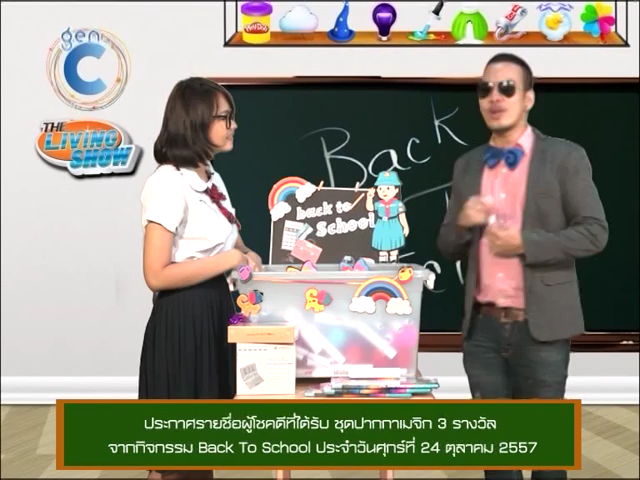 gen
C
THE
LIVING
SHOW
Play-Doh
Back
back to
School
ประกาศรายชื่อผู้โชคดีที่ได้รับ ชุดปากกาเมจิก 3 รางวัล
จากกิจกรรม Back To School ประจำวันศุกร์ที่ 24 ตุลาคม 2557